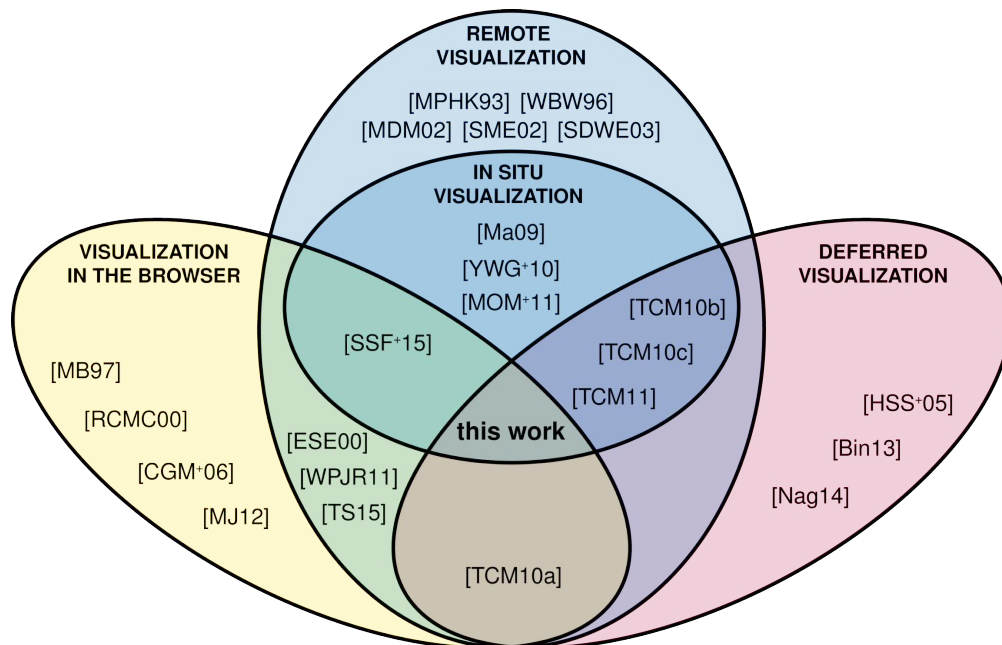 REMOTE
VISUALIZATION
[MPHK93] [WBW96]
[MDM02] [SME02] [SDWE03]
IN SITU
VISUALIZATION
[Ma09]
[YWG+10]
[MOM+11]
VISUALIZATION
IN THE BROWSER
DEFERRED
VISUALIZATION
[TCM10b]
[SSF+15]
[TCM10c]
[MB97]
[TCM11]
[HSS+05]
[RCMC00]
this work
[ESE00]
[Bin13]
[CGM+06]
[WPJR11]
[Nag14]
[MJ12]
[TS15]
[TCM10a]